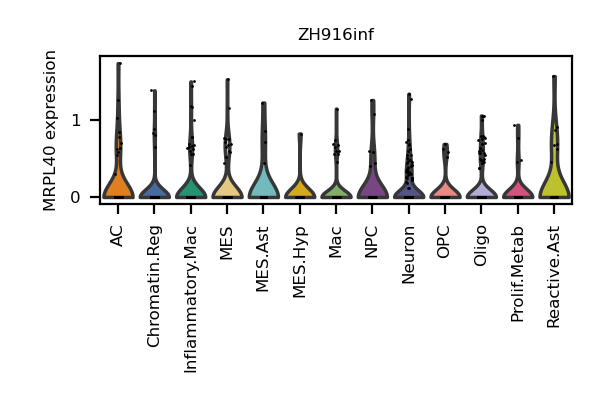 ZH916inf
MRPL40 expression
1
0
AC
Chromatin.Reg
Inflammatory.Mac
MES
MES.Ast
MES.Hyp
Mac
NPC
Neuron
OPC
Oligo
Prolif.Metab
Reactive.Ast